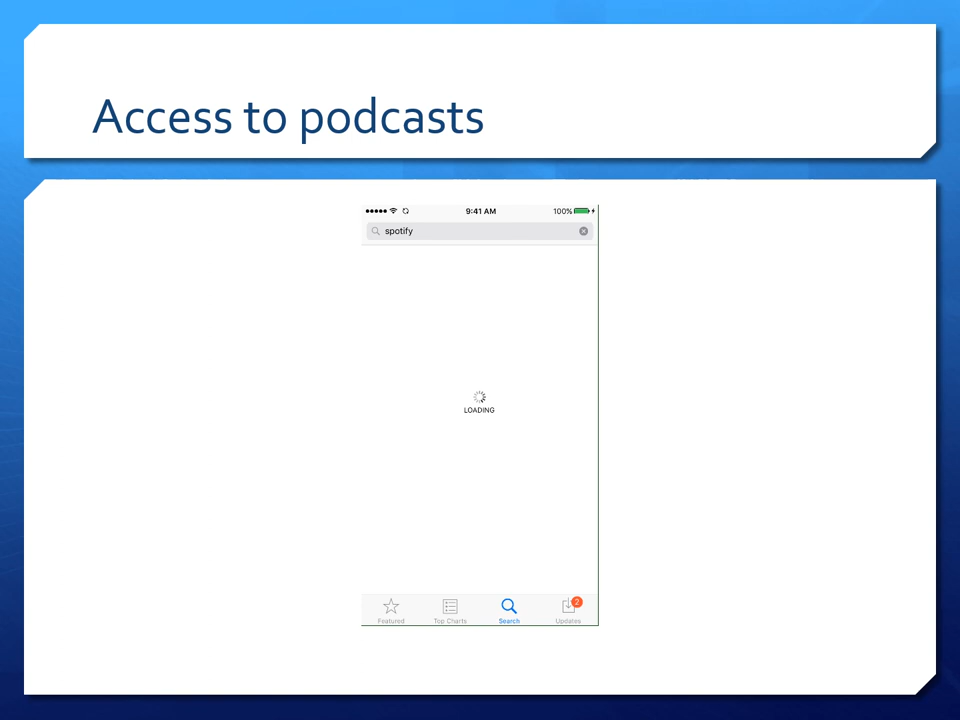 Access to podcasts
9:41 AM 100%
spotify
LOADING
2
Featured Top Charts Search Updates